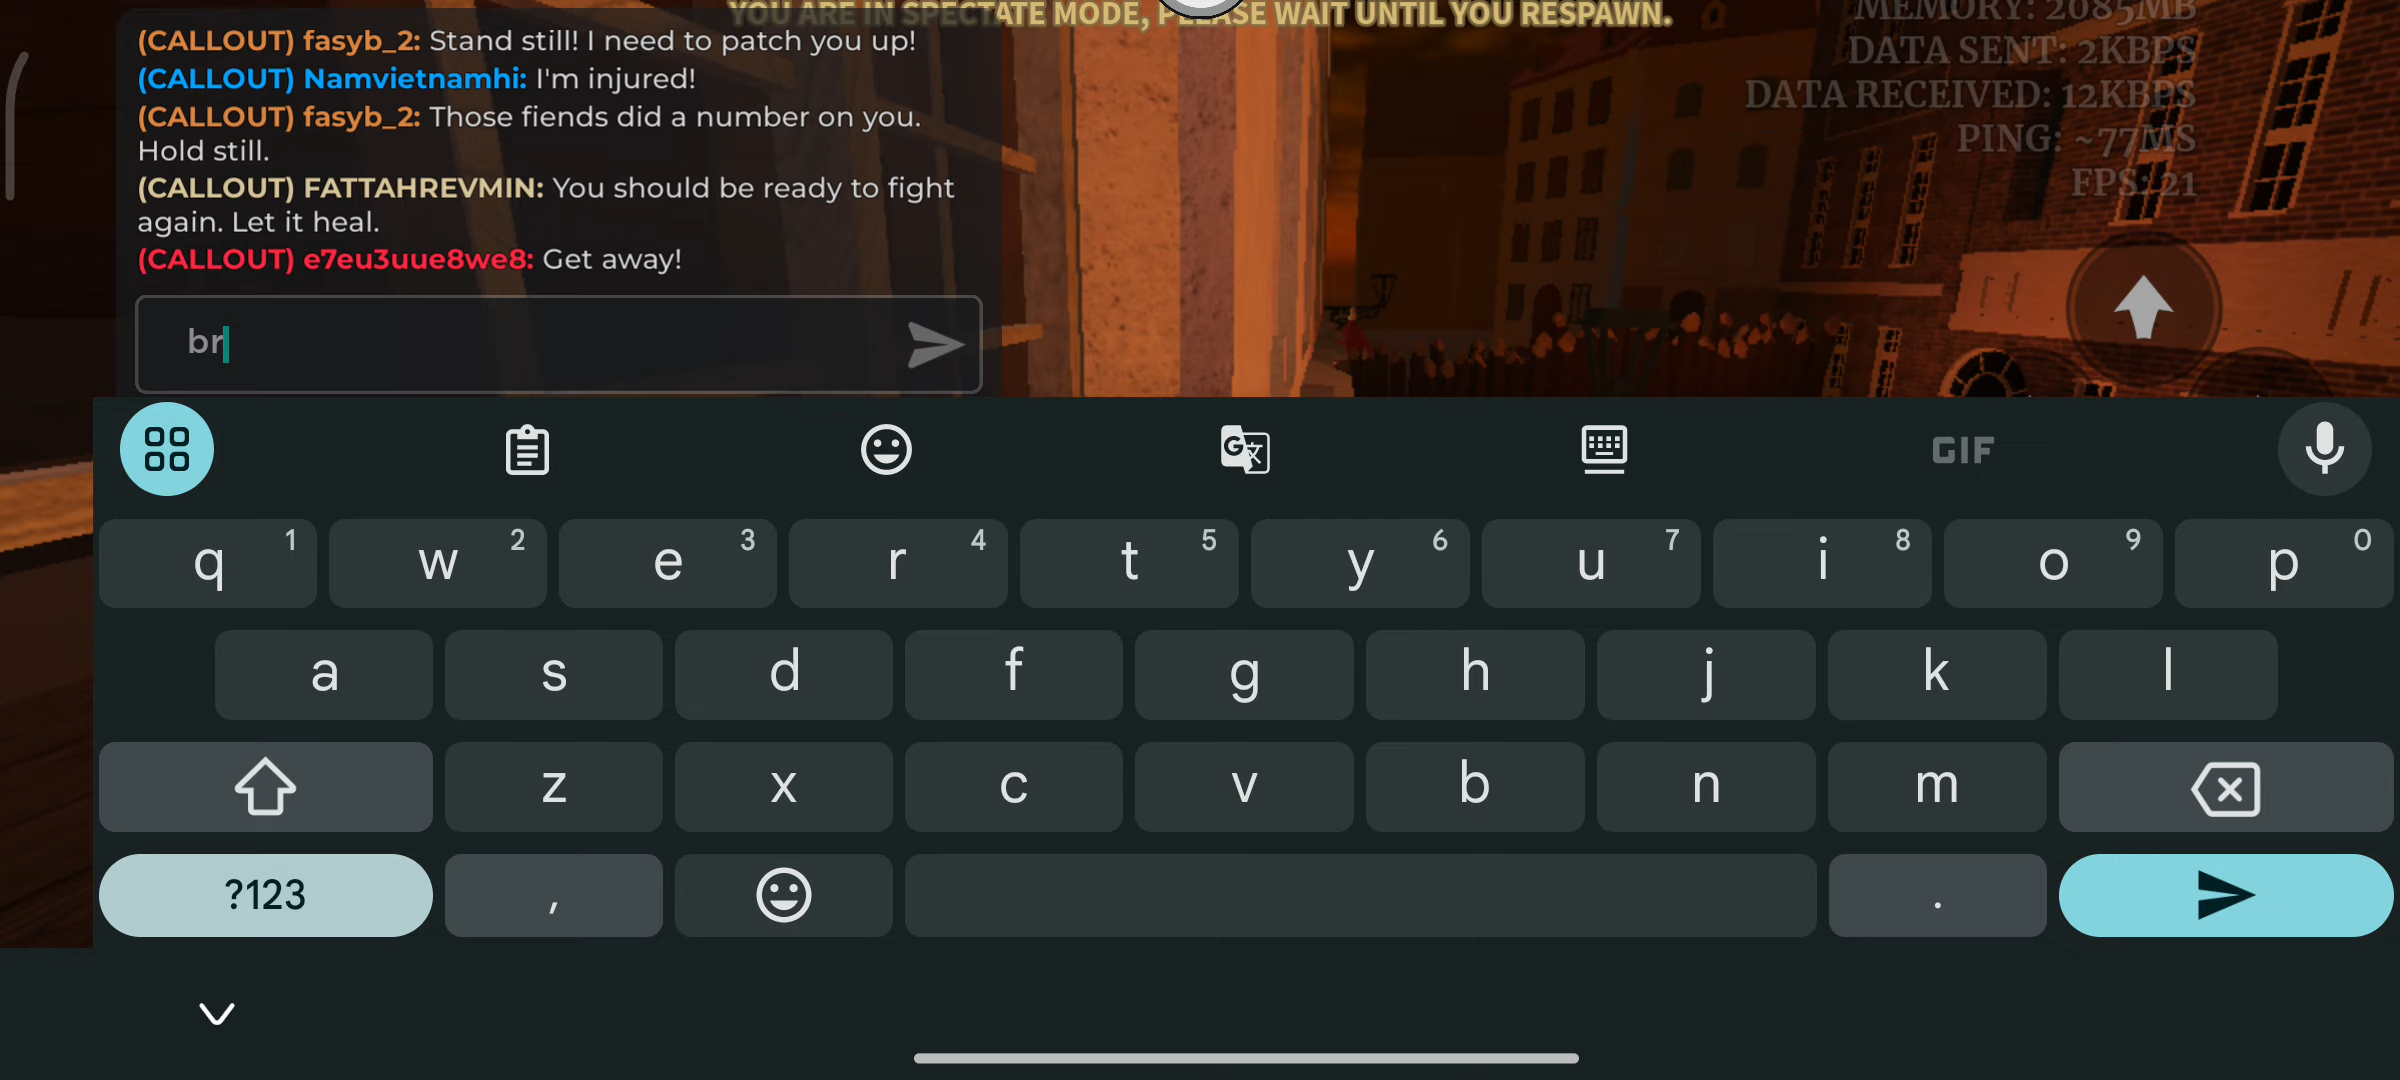 YOU ARE IN SPECTATE MODE, PLEASE WAIT UNTIL YOU RESPAWN.
(CALLOUT) fasyb_2: Stand still! I need to patch you up!
(CALLOUT) Namvietnamhi: I'm injured!
(CALLOUT) fasyb_2: Those fiends did a number on you.
Hold still.
(CALLOUT) FATTAHREVMIN: You should be ready to fight
again. Let it heal.
(CALLOUT) e7eu3uue8we8: Get away!
br
MEMORY: 2085MB
DATA SENT: 2KBPS
DATA RECEIVED: 12KBPS
PING: ~77MS
FPS: 21
G 文 GIF
q 1 w 2 e 3 r 4 t 5 y 6 u 7 i 8 o 9 p 0
a s d f g h j k l
z x c v b n m
?123 , .